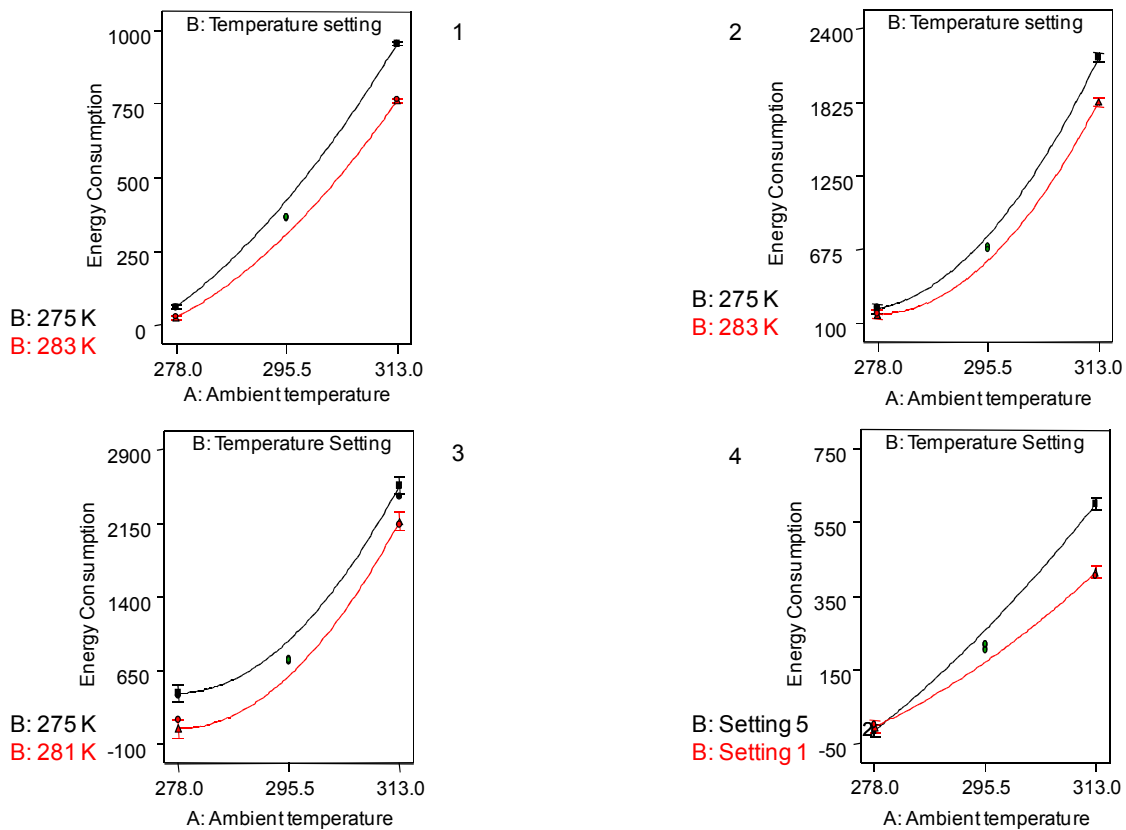 B: Temperature setting
1
1000
750
500
250
0
Energy Consumption
B: 275 K
B: 283 K
278.0
295.5
313.0
A: Ambient temperature
2
B: Temperature setting
2400
1825
1250
675
100
Energy Consumption
B: 275 K
B: 283 K
278.0
295.5
313.0
A: Ambient temperature
B: Temperature Setting
3
2900
2150
1400
650
-100
Energy Consumption
B: 275 K
B: 281 K
278.0
295.5
313.0
A: Ambient temperature
4
B: Temperature Setting
750
550
350
150
-50
Energy Consumption
2
B: Setting 5
B: Setting 1
278.0
295.5
313.0
A: Ambient temperature